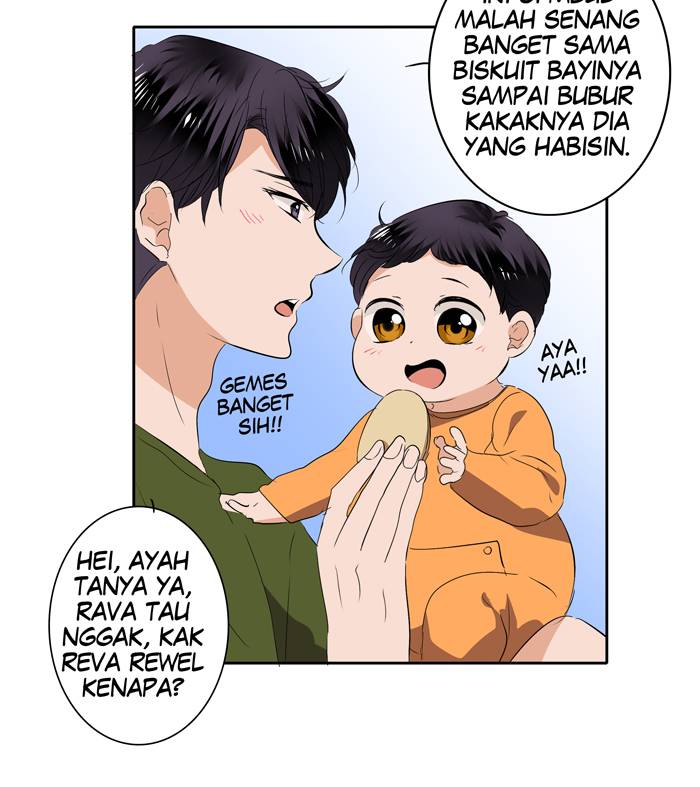 MALAH SENANG
BANGET SAMA
BISKUIT BAYINYA
SAMPAI BUBUR
KAKAKNYA DIA
YANG HABISIN.
GEMES
BANGET
SIH!!
AYA
YAA!!
HEI, AYAH
TANYA YA,
RAVA TAU
NGGAK, KAK
REVA REWEL
KENAPA?